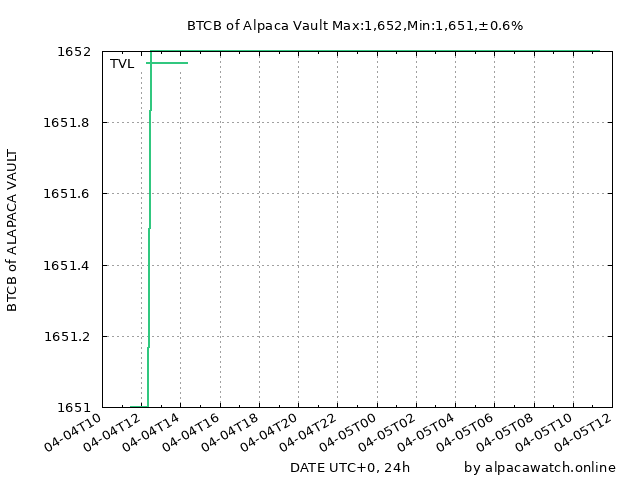 BTCB of Alpaca Vault Max:1,652,Min:1,651,±0.6%
TVL
BTCB of ALAPACA VAULT
1652
1651.8
1651.6
1651.4
1651.2
1651
04-04T10
04-04T12
04-04T14
04-04T16
04-04T18
04-04T20
04-04T22
04-05T00
04-05T02
04-05T04
04-05T06
04-05T08
04-05T10
04-05T12
DATE UTC+0, 24h
by alpacawatch.online